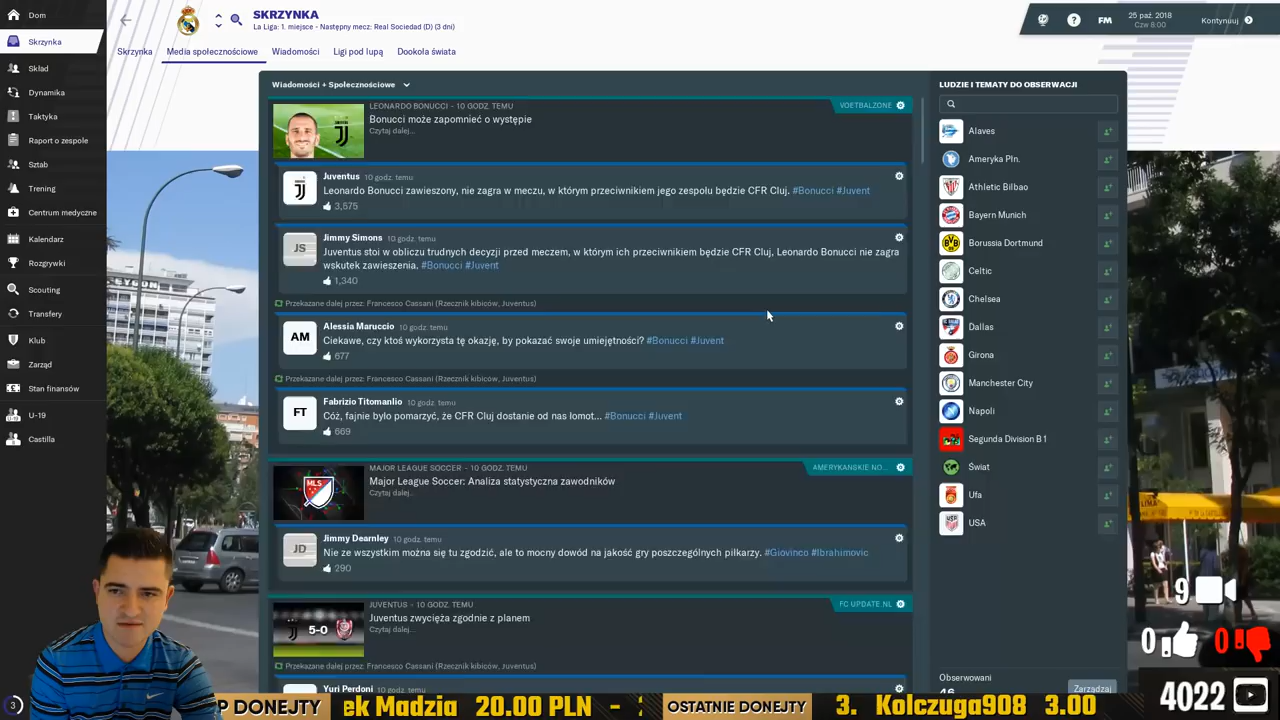 Dom
Skrzynka
Skład
Dynamika
Taktyka
Raport o zespole
Sztab
Trening
Centrum medyczne
Kalendarz
Rozgrywki
Scouting
Transfery
Klub
Zarząd
Stan finansów
U-19
Castilla
3
SKRZYNKA
La Liga: 1. miejsce - Następny mecz: Real Sociedad (D) (3 dni)
FM
25 paź. 2018
Czw 8:00
Kontynuuj
Skrzynka
Media społecznościowe
Wiadomości
Ligi pod lupą
Dookoła świata
Wiadomości + Społecznościowe
LEONARDO BONUCCI - 10 GODZ. TEMU
VOETBALZONE
Bonucci może zapomnieć o występie
Czytaj dalej...
Juventus 10 godz. temu
Leonardo Bonucci zawieszony, nie zagra w meczu, w którym przeciwnikiem jego zespołu będzie CFR Cluj. #Bonucci #Juvent
3,575
JS
Jimmy Simons 10 godz. temu
Juventus stoi w obliczu trudnych decyzji przed meczem, w którym ich przeciwnikiem będzie CFR Cluj, Leonardo Bonucci nie zagra
wskutek zawieszenia. #Bonucci #Juvent
1,340
Przekazane dalej przez: Francesco Cassani (Rzecznik kibiców, Juventus)
AM
Alessia Maruccio 10 godz. temu
Ciekawe, czy ktoś wykorzysta tę okazję, by pokazać swoje umiejętności? #Bonucci #Juvent
677
Przekazane dalej przez: Francesco Cassani (Rzecznik kibiców, Juventus)
FT
Fabrizio Titomanlio 10 godz. temu
Cóż, fajnie było pomarzyć, że CFR Cluj dostanie od nas łomot... #Bonucci #Juvent
669
MAJOR LEAGUE SOCCER - 10 GODZ. TEMU
AMERYKAŃSKIE NO...
MLS
Major League Soccer: Analiza statystyczna zawodników
Czytaj dalej...
JD
Jimmy Dearnley 10 godz. temu
Nie ze wszystkim można się tu zgodzić, ale to mocny dowód na jakość gry poszczególnych piłkarzy. #Giovinco #Ibrahimovic
290
JUVENTUS - 10 GODZ. TEMU
FC UPDATE.NL
5-0
Juventus zwycięża zgodnie z planem
Czytaj dalej...
Przekazane dalej przez: Francesco Cassani (Rzecznik kibiców, Juventus)
Yuri Perdoni 10 godz. temu
LUDZIE I TEMATY DO OBSERWACJI
Alaves
Ameryka Płn.
Athletic Bilbao
Bayern Munich
Borussia Dortmund
Celtic
Chelsea
Dallas
Girona
Manchester City
Napoli
Segunda Division B1
Świat
Ufa
USA
Obserwowani
46
Zarządzaj
9
0
0
4022
P DONEJTY
ek Madzia 20.00 PLN -
OSTATNIE DONEJTY
3. Kolczuga908 3.00